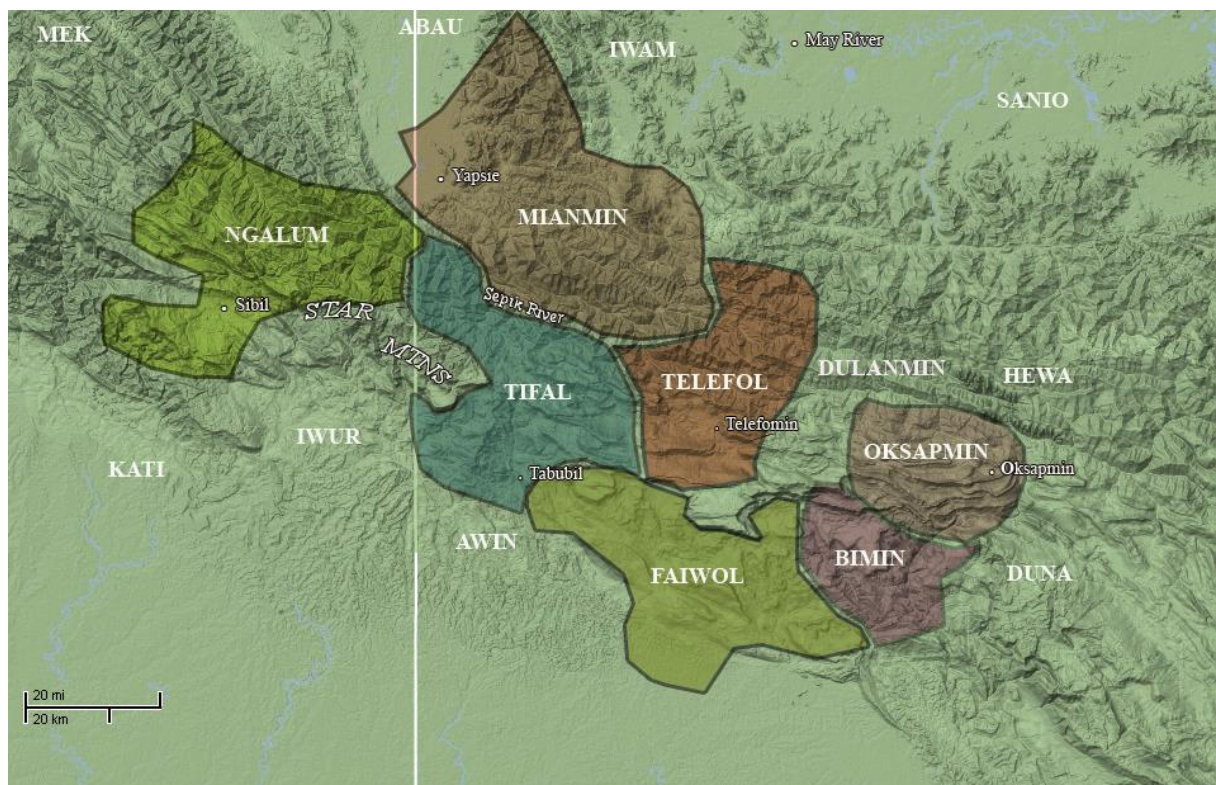 MEK
ABAU
IWAM
May River
SANIO
Yapsie
MIANMIN
NGALUM
Sibil
STAR
MTNS
Sepik River
TIFAL
TELEFOL
Telefomin
DULANMIN
HEWA
OKSAPMIN
Oksapmin
IWUR
KATI
Tabubil
AWIN
FAIWOL
BIMIN
DUNA
20 mi
20 km